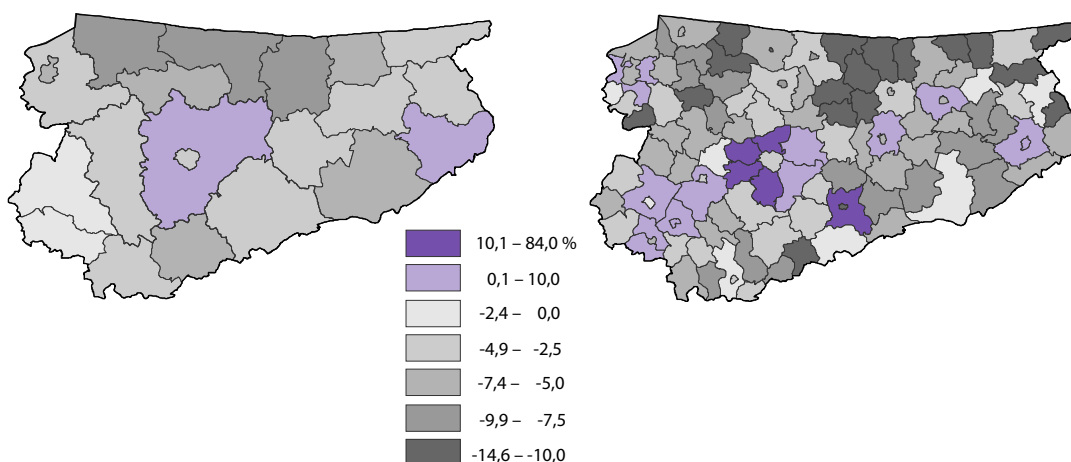 10,1 – 84,0 %
0,1 – 10,0
-2,4 – 0,0
-4,9 – -2,5
-7,4 – -5,0
-9,9 – -7,5
-14,6 – -10,0